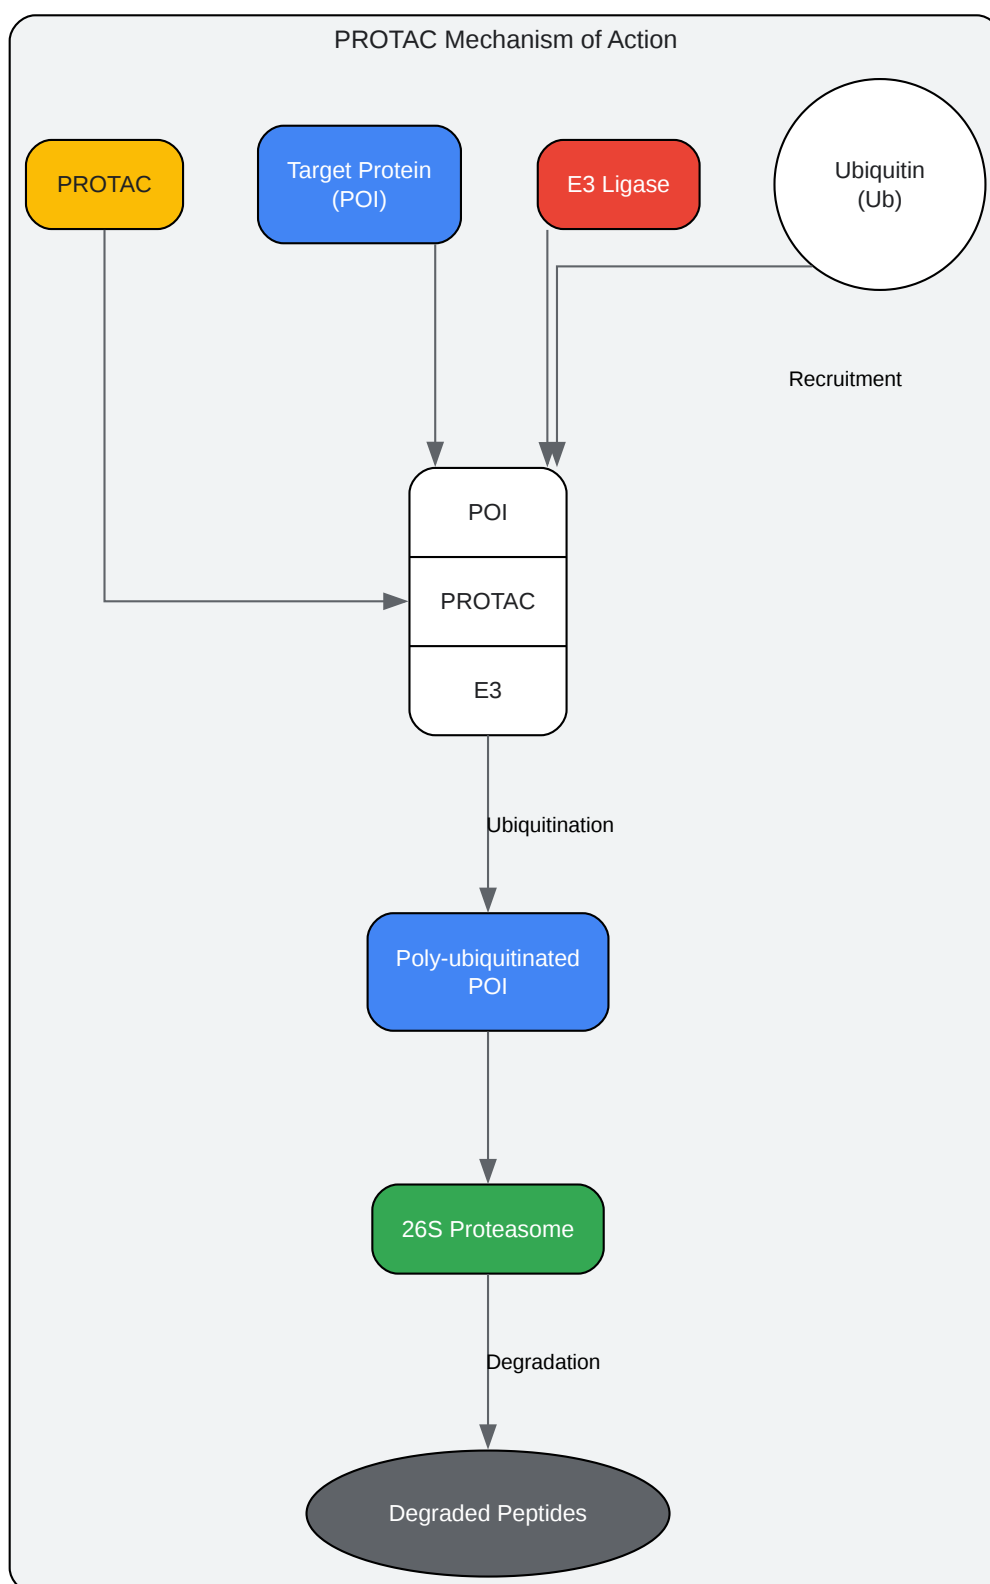 PROTAC Mechanism of Action
PROTAC
Target Protein
(POI)
E3 Ligase
Ubiquitin
(Ub)
Recruitment
POI
PROTAC
E3
Ubiquitination
Poly-ubiquitinated
POI
26S Proteasome
Degradation
Degraded Peptides